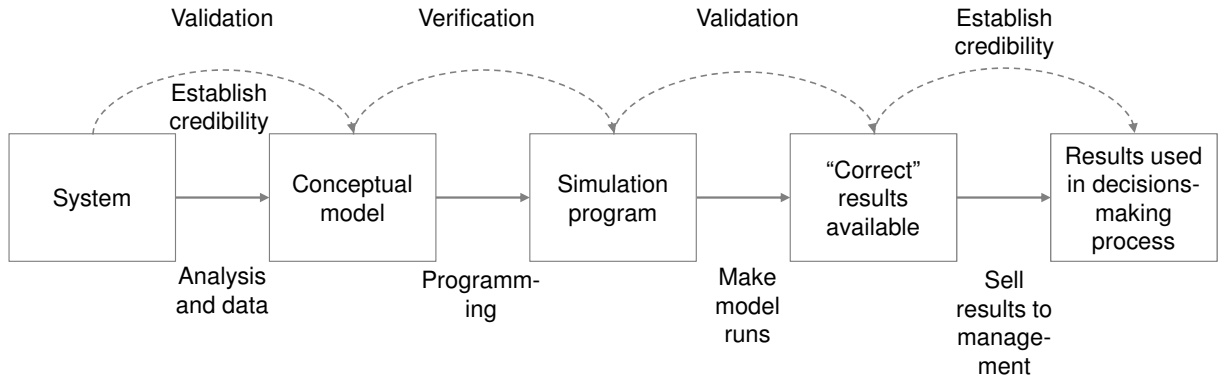 Validation
Verification
Validation
Establish
credibility
Establish
credibility
System
Conceptual
model
Simulation
program
“Correct”
results
available
Results used
in decisions-
making
process
Analysis
and data
Programm-
ing
Make
model
runs
Sell
results to
manage-
ment